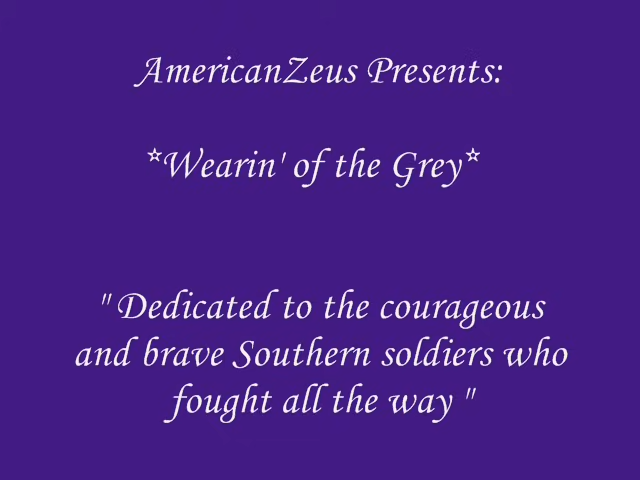 AmericanZeus Presents:
☆Wearin' of the Grey☆
" Dedicated to the courageous
and brave Southern soldiers who
fought all the way "